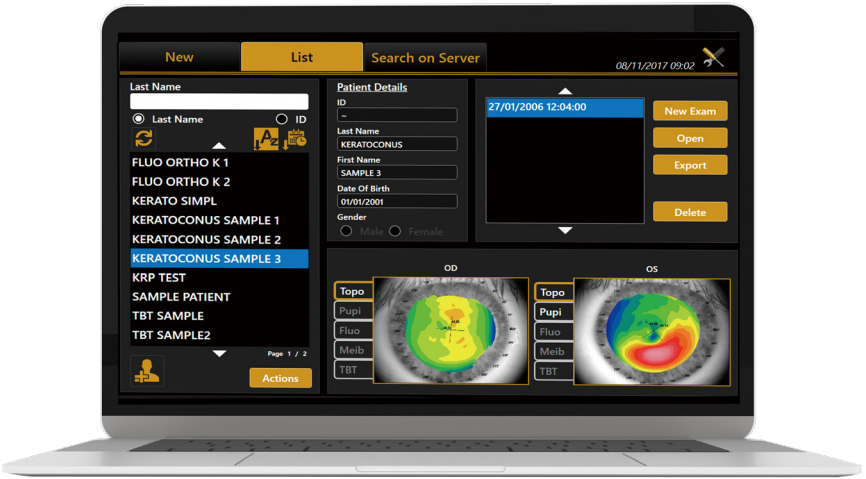 New
List
Search on Server
08/11/2017 09:02
Last Name
Last Name
ID
FLUO ORTHO K 1
FLUO ORTHO K 2
KERATO SIMPL
KERATOCONUS SAMPLE 1
KERATOCONUS SAMPLE 2
KERATOCONUS SAMPLE 3
KRP TEST
SAMPLE PATIENT
TBT SAMPLE
TBT SAMPLE2
Page 1 / 2
Actions
Patient Details
ID
~
Last Name
KERATOCONUS
First Name
SAMPLE 3
Date Of Birth
01/01/2001
Gender
Male
Female
27/01/2006 12:04:00
New Exam
Open
Export
Delete
OD
Topo
Pupi
Fluo
Meib
TBT
OS
Topo
Pupi
Fluo
Meib
TBT